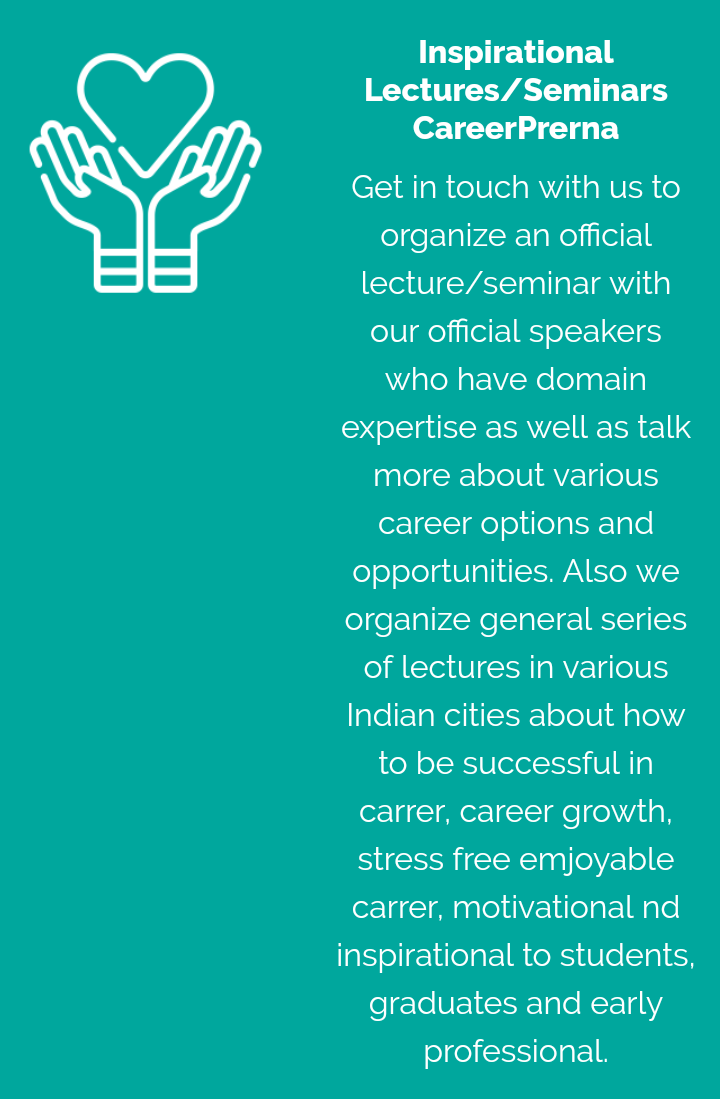 Inspirational
Lectures/Seminars
CareerPrerna
Get in touch with us to
organize an official
lecture/seminar with
our official speakers
who have domain
expertise as well as talk
more about various
career options and
opportunities. Also we
organize general series
of lectures in various
Indian cities about how
to be successful in
carrer, career growth,
stress free emjoyable
carrer, motivational nd
inspirational to students,
graduates and early
professional.